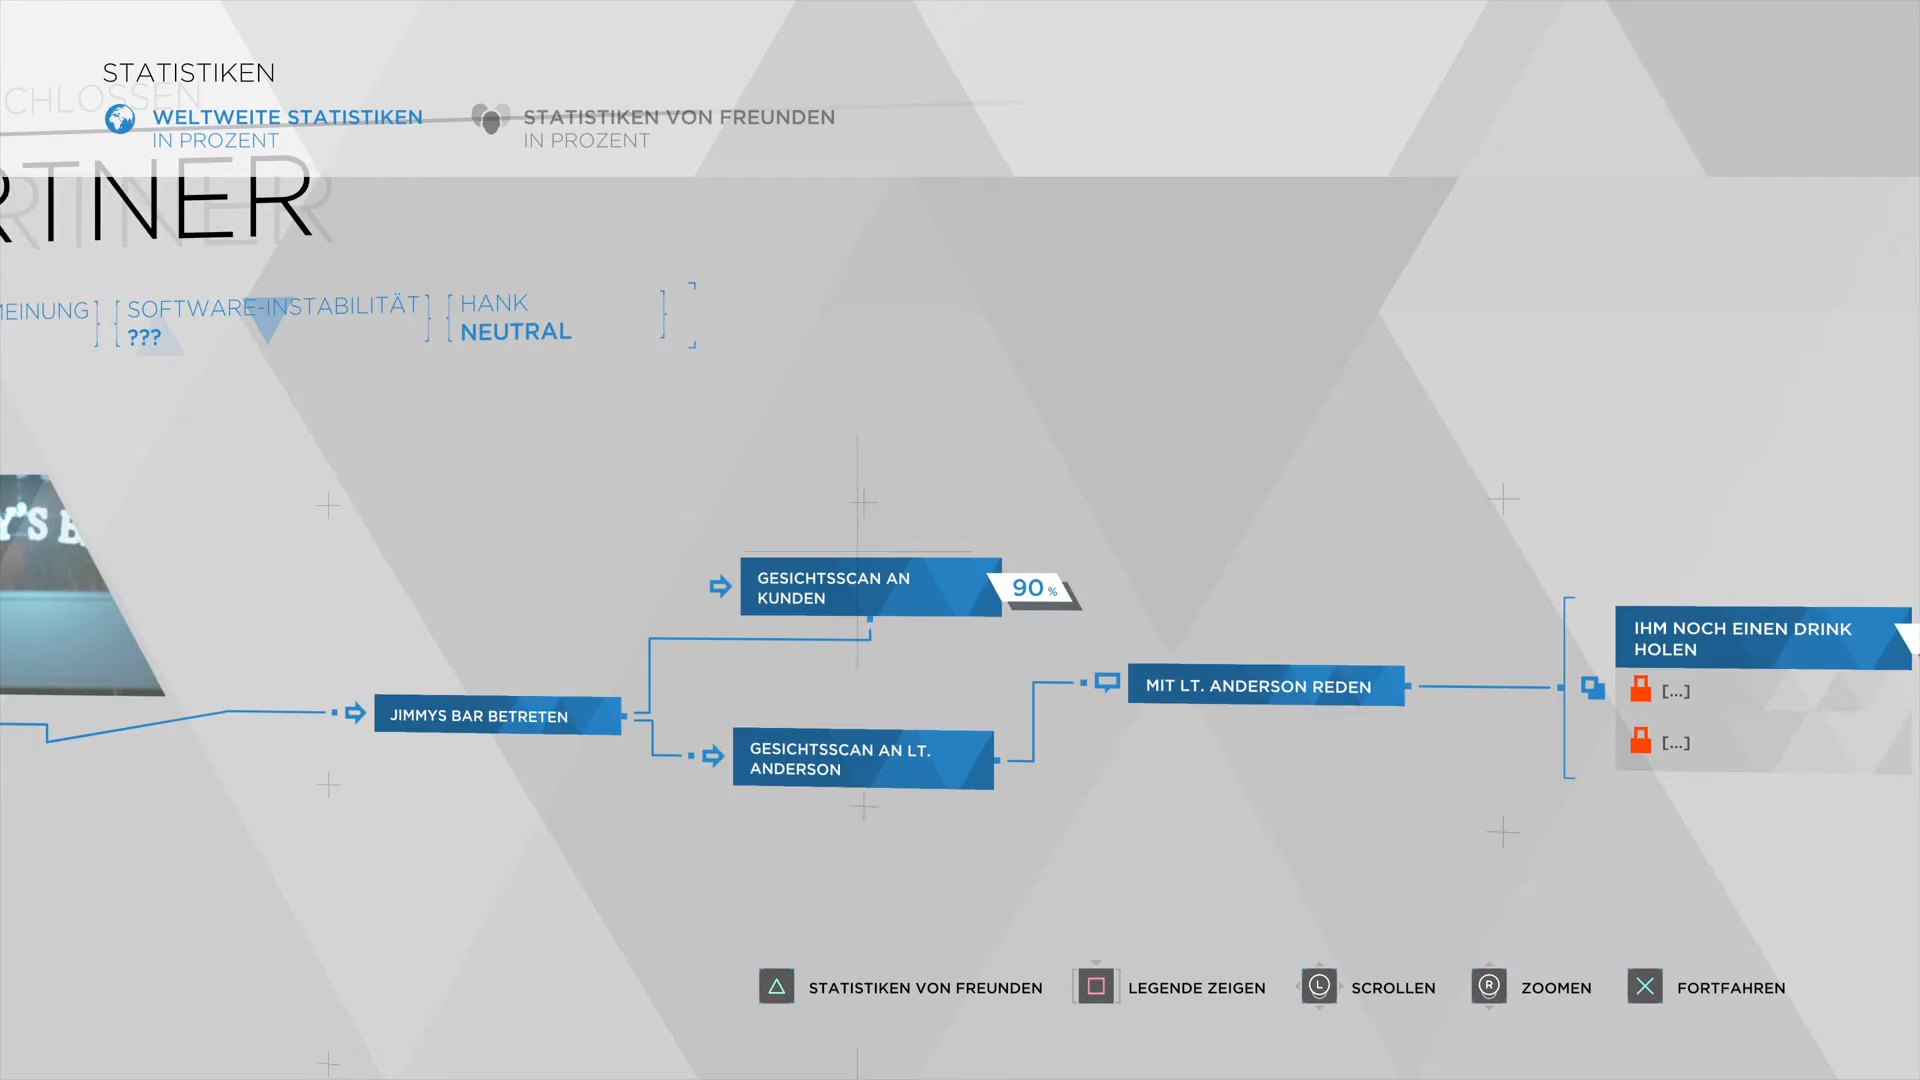 STATISTIKEN
CHLOSSEN
WELTWEITE STATISTIKEN
IN PROZENT
STATISTIKEN VON FREUNDEN
IN PROZENT
RTNER
MEINUNG
SOFTWARE-INSTABILITÄT
???
HANK
NEUTRAL
Y'S B
GESICHTSSCAN AN
KUNDEN
90 %
IHM NOCH EINEN DRINK
HOLEN
[...]
[...]
MIT LT. ANDERSON REDEN
JIMMYS BAR BETRETEN
GESICHTSSCAN AN LT.
ANDERSON
STATISTIKEN VON FREUNDEN
LEGENDE ZEIGEN
L
SCROLLEN
R
ZOOMEN
FORTFAHREN